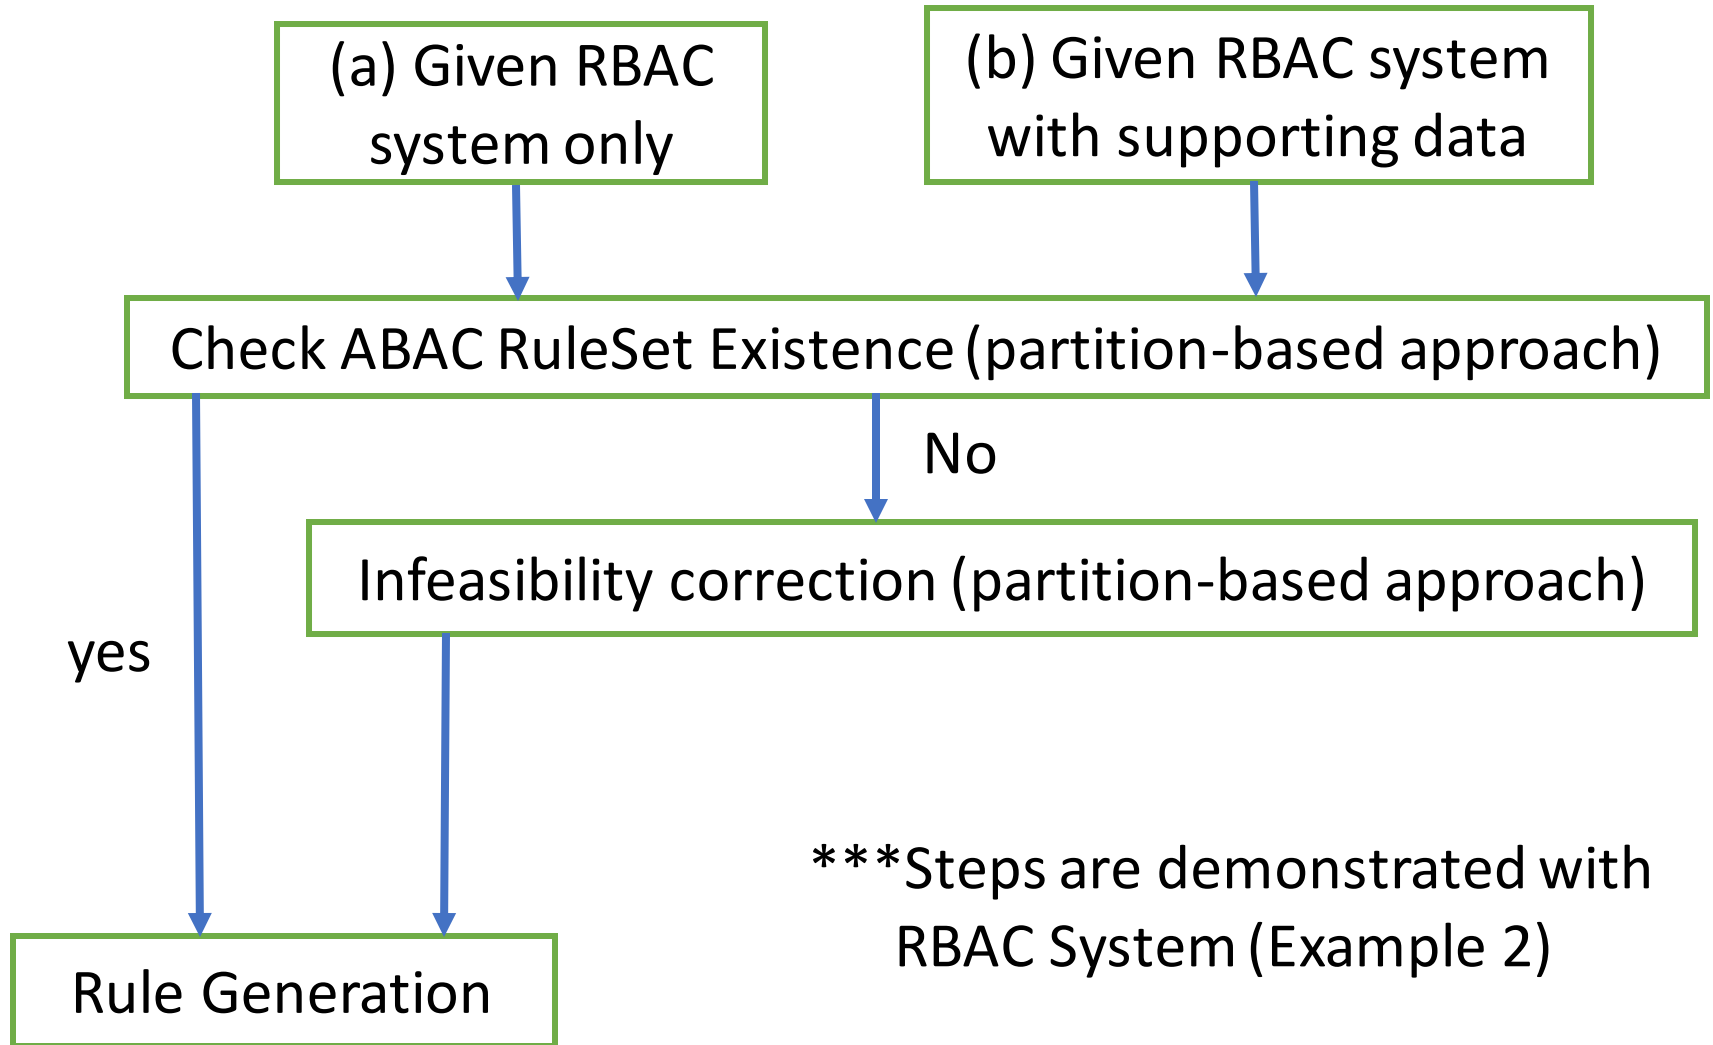 (a) Given RBAC
system only
(b) Given RBAC system
with supporting data
Check ABAC RuleSet Existence (partition-based approach)
No
Infeasibility correction (partition-based approach)
yes
***Steps are demonstrated with
RBAC System (Example 2)
Rule Generation